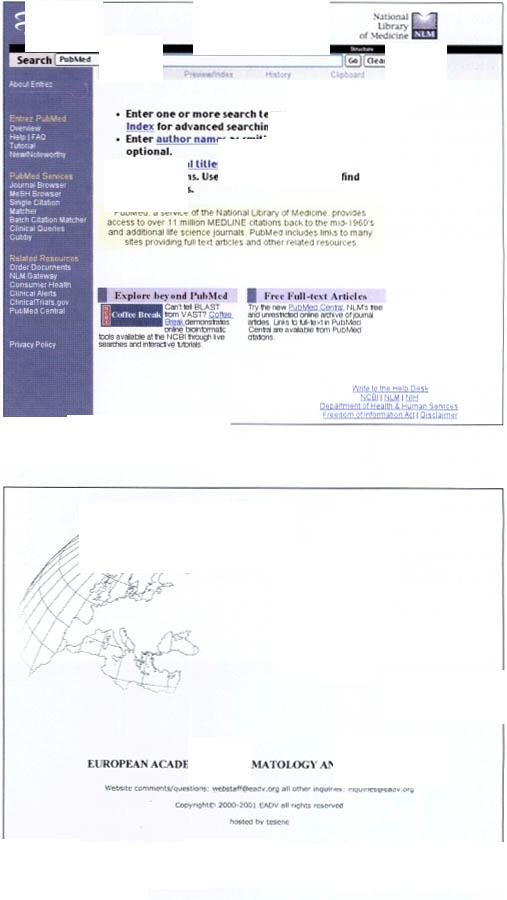 National
Library
of Medicine NLM
Structure
Search PubMed Go Clear
Preview/Index History Clipboard
About Entrez
Entrez PubMed
Overview
Help | FAQ
Tutorial
New/Noteworthy
PubMed Services
Journal Browser
MeSH Browser
Single Citation
Matcher
Batch Citation Matcher
Clinical Queries
Cubby
Related Resources
Order Documents
NLM Gateway
Consumer Health
Clinical Alerts
ClinicalTrials.gov
PubMed Central
Privacy Policy
• Enter one or more search te
Index for advanced searchin
• Enter author name
optional.
al title
ns. Use find
s.
PubMed, a service of the National Library of Medicine, provides
access to over 11 million MEDLINE citations back to the mid-1960's
and additional life science journals. PubMed includes links to many
sites providing full text articles and other related resources.
Explore beyond PubMed
Coffee Break
Can't tell BLAST
from VAST? Coffee
Break demonstrates
online bioinformatic
tools available at the NCBI through live
searches and interactive tutorials.
Free Full-text Articles
Try the new PubMed Central, NLM's free
and unrestricted online archive of journal
articles. Links to full-text in PubMed
Central are available from PubMed
citations.
Write to the Help Desk
NCBI | NLM | NIH
Department of Health & Human Services
Freedom of Information Act | Disclaimer
EUROPEAN ACADE MATOLOGY AN
Website comments/questions: webstaff@eadv.org all other inquiries: inquiries@eadv.org
Copyright© 2000-2001 EADV all rights reserved
hosted by tesene